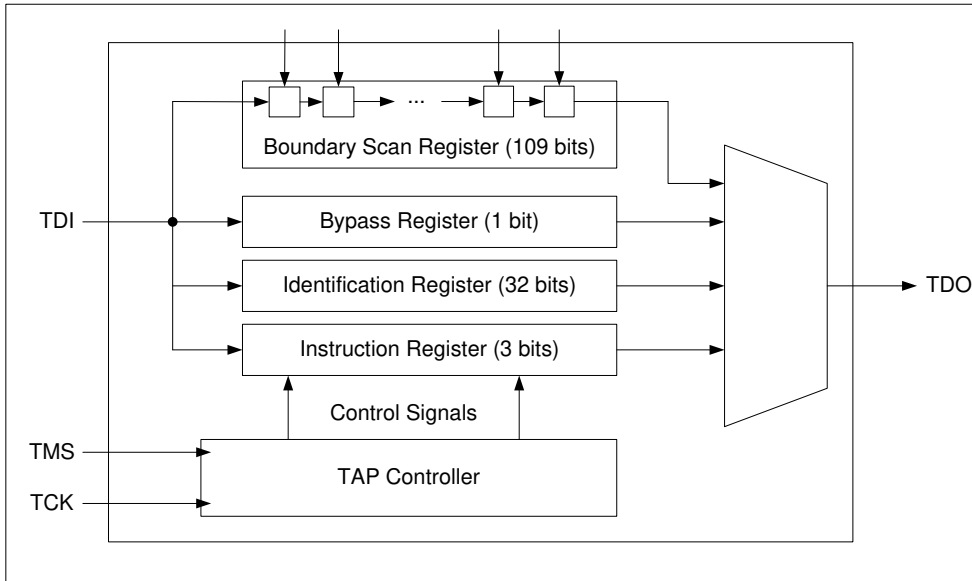 ...
Boundary Scan Register (109 bits)
TDI
Bypass Register (1 bit)
Identification Register (32 bits)
TDO
Instruction Register (3 bits)
Control Signals
TMS
TAP Controller
TCK